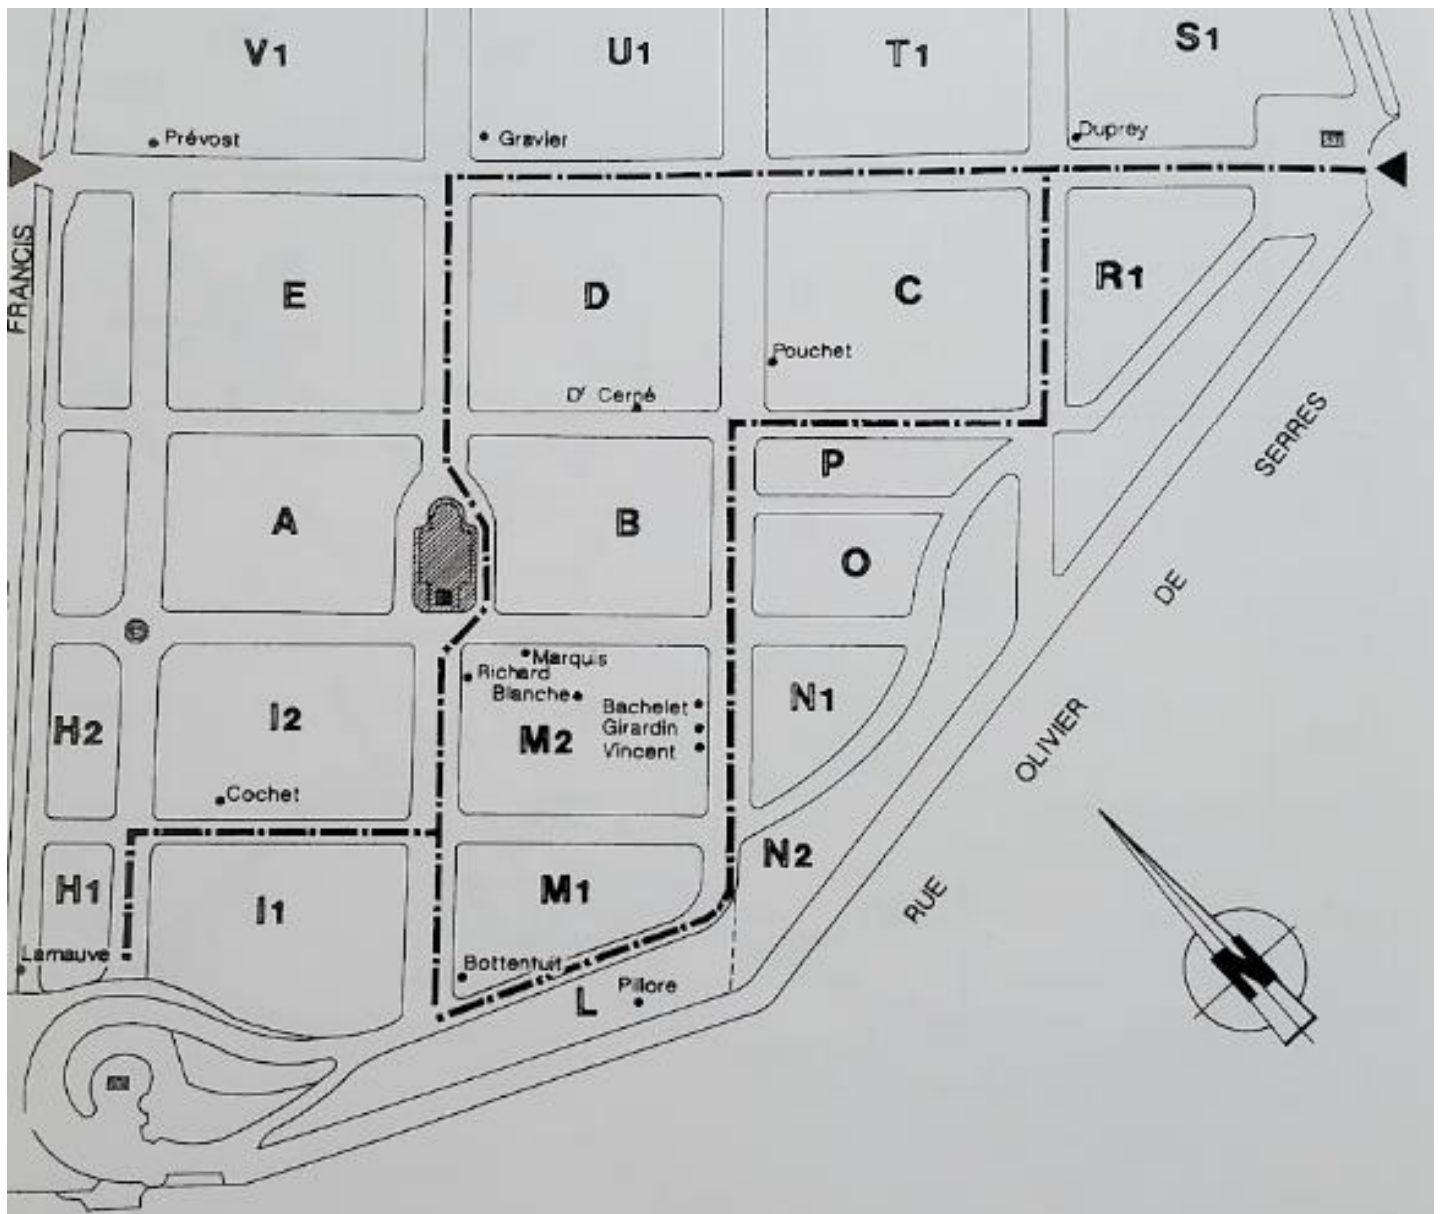 V1
U1
T1
S1
Prévost
Gravier
Duprey
FRANCIS
E
D
C
R1
Pouchet
Dr Cerné
SERRES
P
A
B
O
DE
Marquis
Richard
Blanche
Bachelet
Girardin
Vincent
N1
H2
I2
M2
OLIVIER
Cochet
N2
H1
I1
M1
RUE
Lamauve
Bottentuit
L
Pillore
N